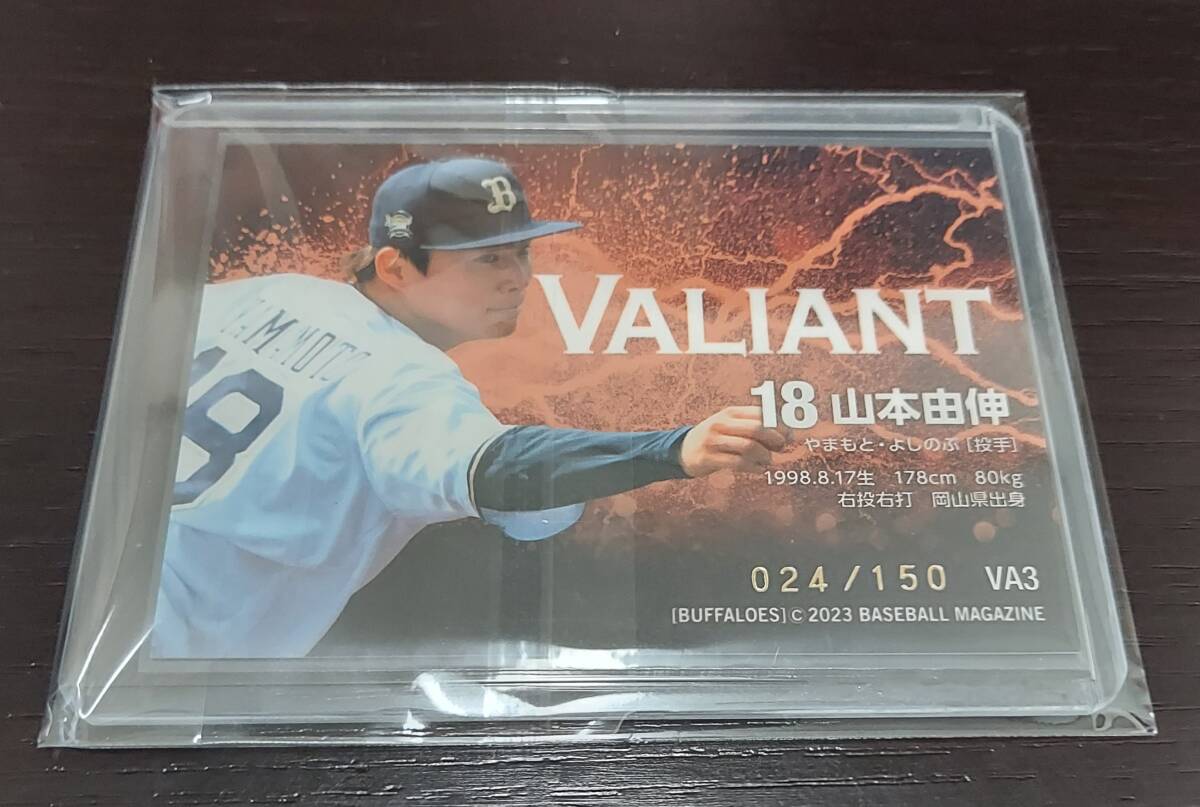 B
VALIANT
18 山本由伸
やまもと・よしのぶ [投手]
1998.8.17生 178cm 80kg
右投右打 岡山県出身
024/150 VA3
[BUFFALOES] © 2023 BASEBALL MAGAZINE